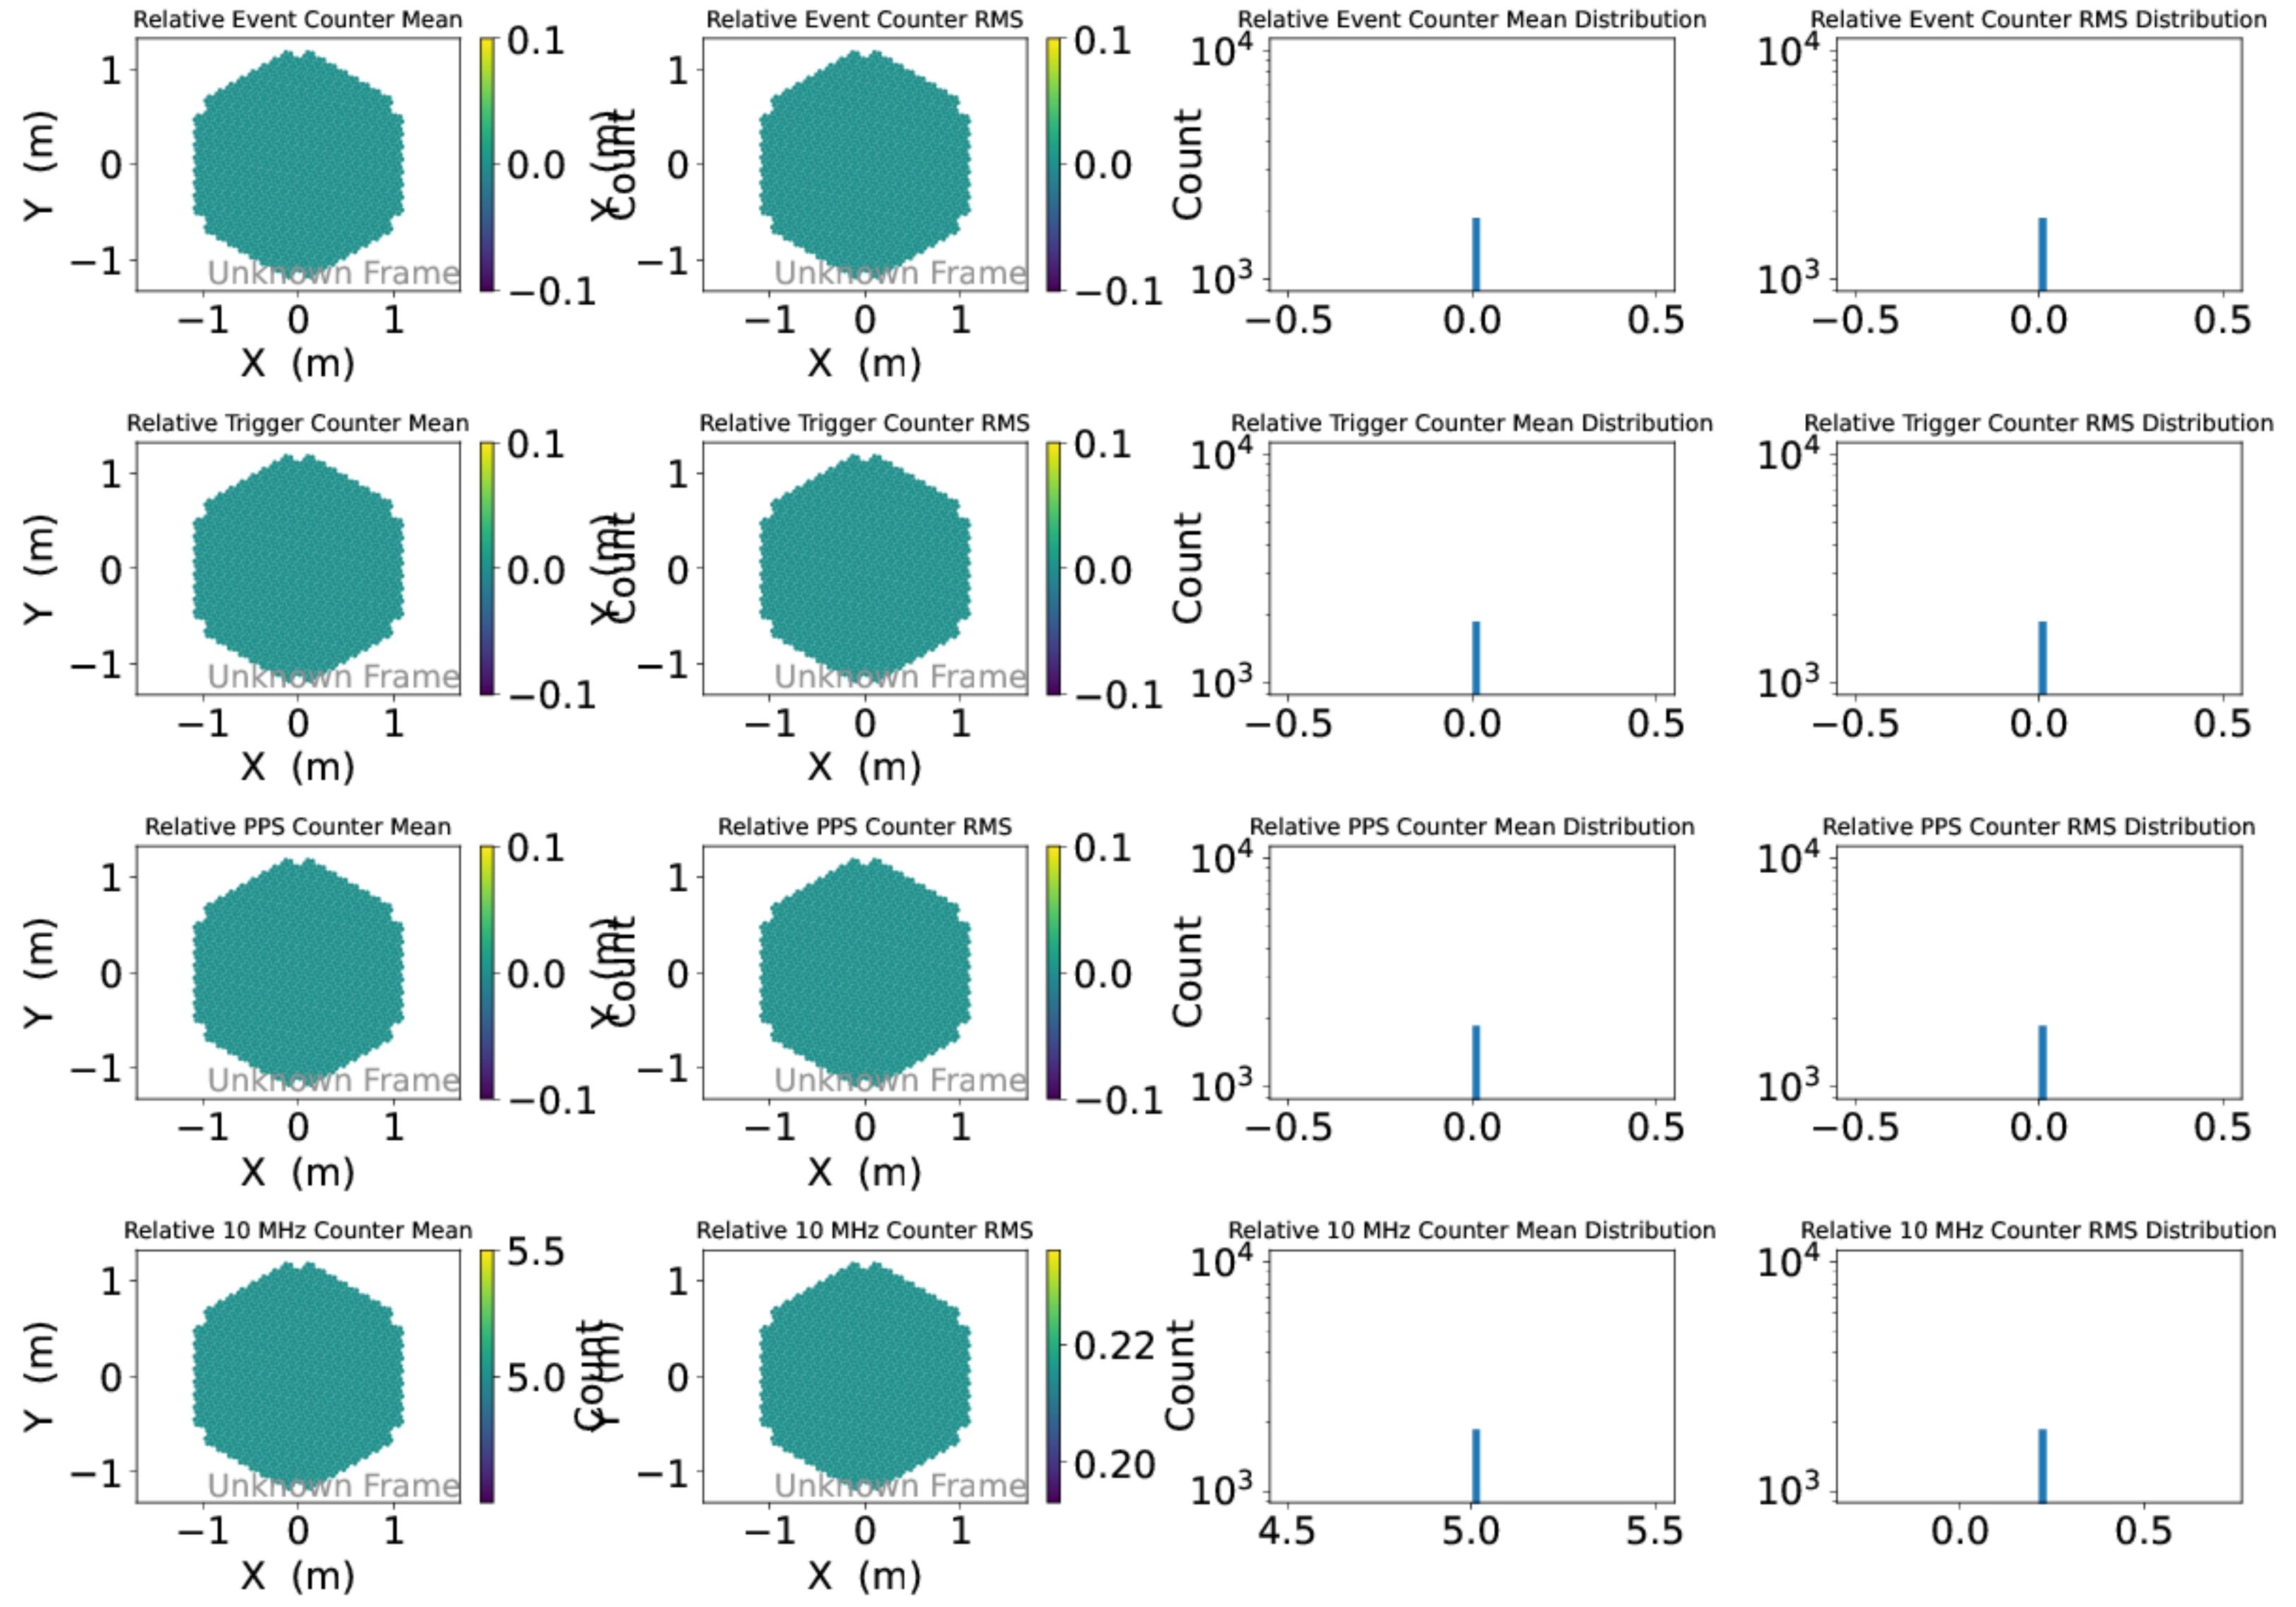 Relative Event Counter Mean
Relative Event Counter RMS
Relative Event Counter Mean Distribution
Relative Event Counter RMS Distribution
Y (m)
1
0
−1
Unknown Frame
−1 0 1
X (m)
0.1
0.0
−0.1
Y (m)
Count
1
0
−1
Unknown Frame
−1 0 1
X (m)
0.1
0.0
−0.1
Count
10^4
10^3
−0.5 0.0 0.5
10^4
10^3
−0.5 0.0 0.5
Relative Trigger Counter Mean
Relative Trigger Counter RMS
Relative Trigger Counter Mean Distribution
Relative Trigger Counter RMS Distribution
Y (m)
1
0
−1
Unknown Frame
−1 0 1
X (m)
0.1
0.0
−0.1
Y (m)
Count
1
0
−1
Unknown Frame
−1 0 1
X (m)
0.1
0.0
−0.1
Count
10^4
10^3
−0.5 0.0 0.5
10^4
10^3
−0.5 0.0 0.5
Relative PPS Counter Mean
Relative PPS Counter RMS
Relative PPS Counter Mean Distribution
Relative PPS Counter RMS Distribution
Y (m)
1
0
−1
Unknown Frame
−1 0 1
X (m)
0.1
0.0
−0.1
Y (m)
Count
1
0
−1
Unknown Frame
−1 0 1
X (m)
0.1
0.0
−0.1
Count
10^4
10^3
−0.5 0.0 0.5
10^4
10^3
−0.5 0.0 0.5
Relative 10 MHz Counter Mean
Relative 10 MHz Counter RMS
Relative 10 MHz Counter Mean Distribution
Relative 10 MHz Counter RMS Distribution
Y (m)
1
0
−1
Unknown Frame
−1 0 1
X (m)
5.5
5.0
Count
Y (m)
1
0
−1
Unknown Frame
−1 0 1
X (m)
0.22
0.20
Count
10^4
10^3
4.5 5.0 5.5
10^4
10^3
0.0 0.5